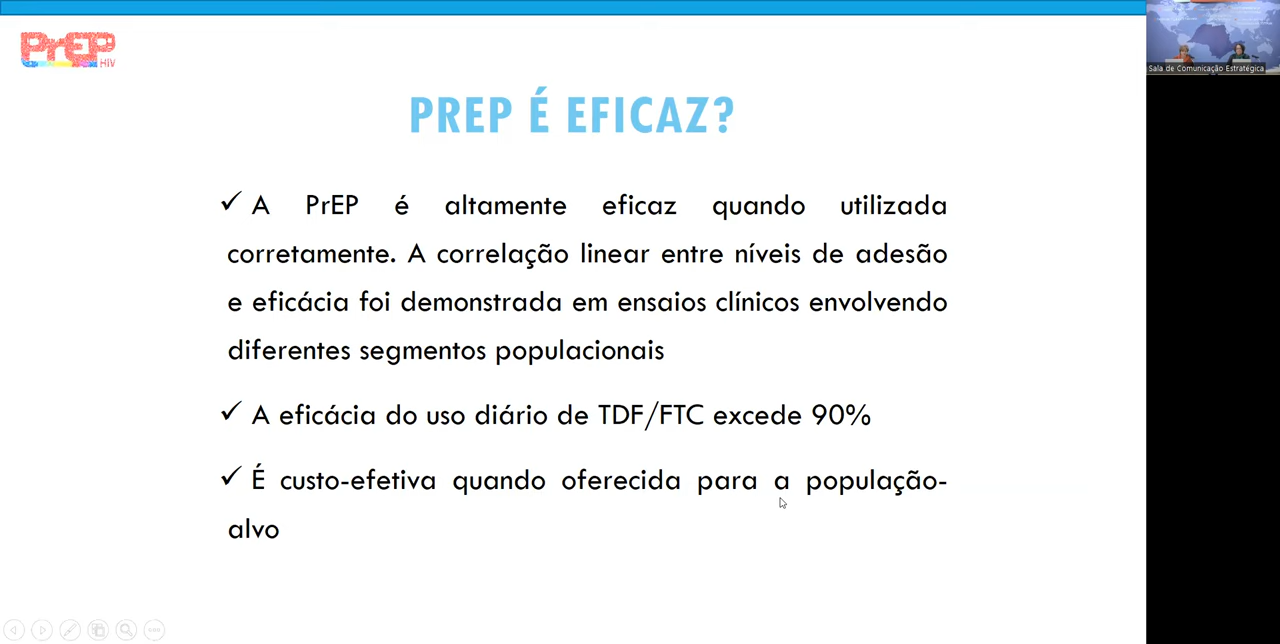 PrEP
HIV
Sala de Comunicação Estratégica
PREP É EFICAZ?
✓ A PrEP é altamente eficaz quando utilizada
corretamente. A correlação linear entre níveis de adesão
e eficácia foi demonstrada em ensaios clínicos envolvendo
diferentes segmentos populacionais
✓ A eficácia do uso diário de TDF/FTC excede 90%
✓ É custo-efetiva quando oferecida para a população-
alvo